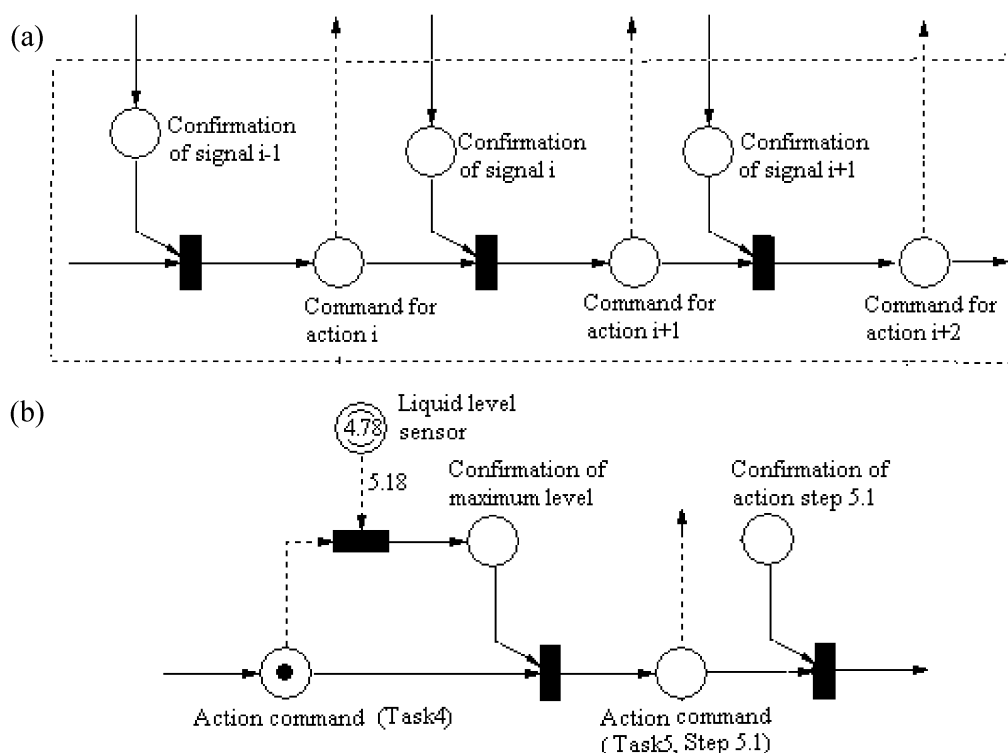 (a)
Confirmation
of signal i-1
Confirmation
of signal i
Confirmation
of signal i+1
Command for
action i
Command for
action i+1
Command for
action i+2
(b)
4.78
Liquid level
sensor
5.18
Confirmation of
maximum level
Confirmation of
action step 5.1
Action command (Task4)
Action command
(Task5, Step 5.1)